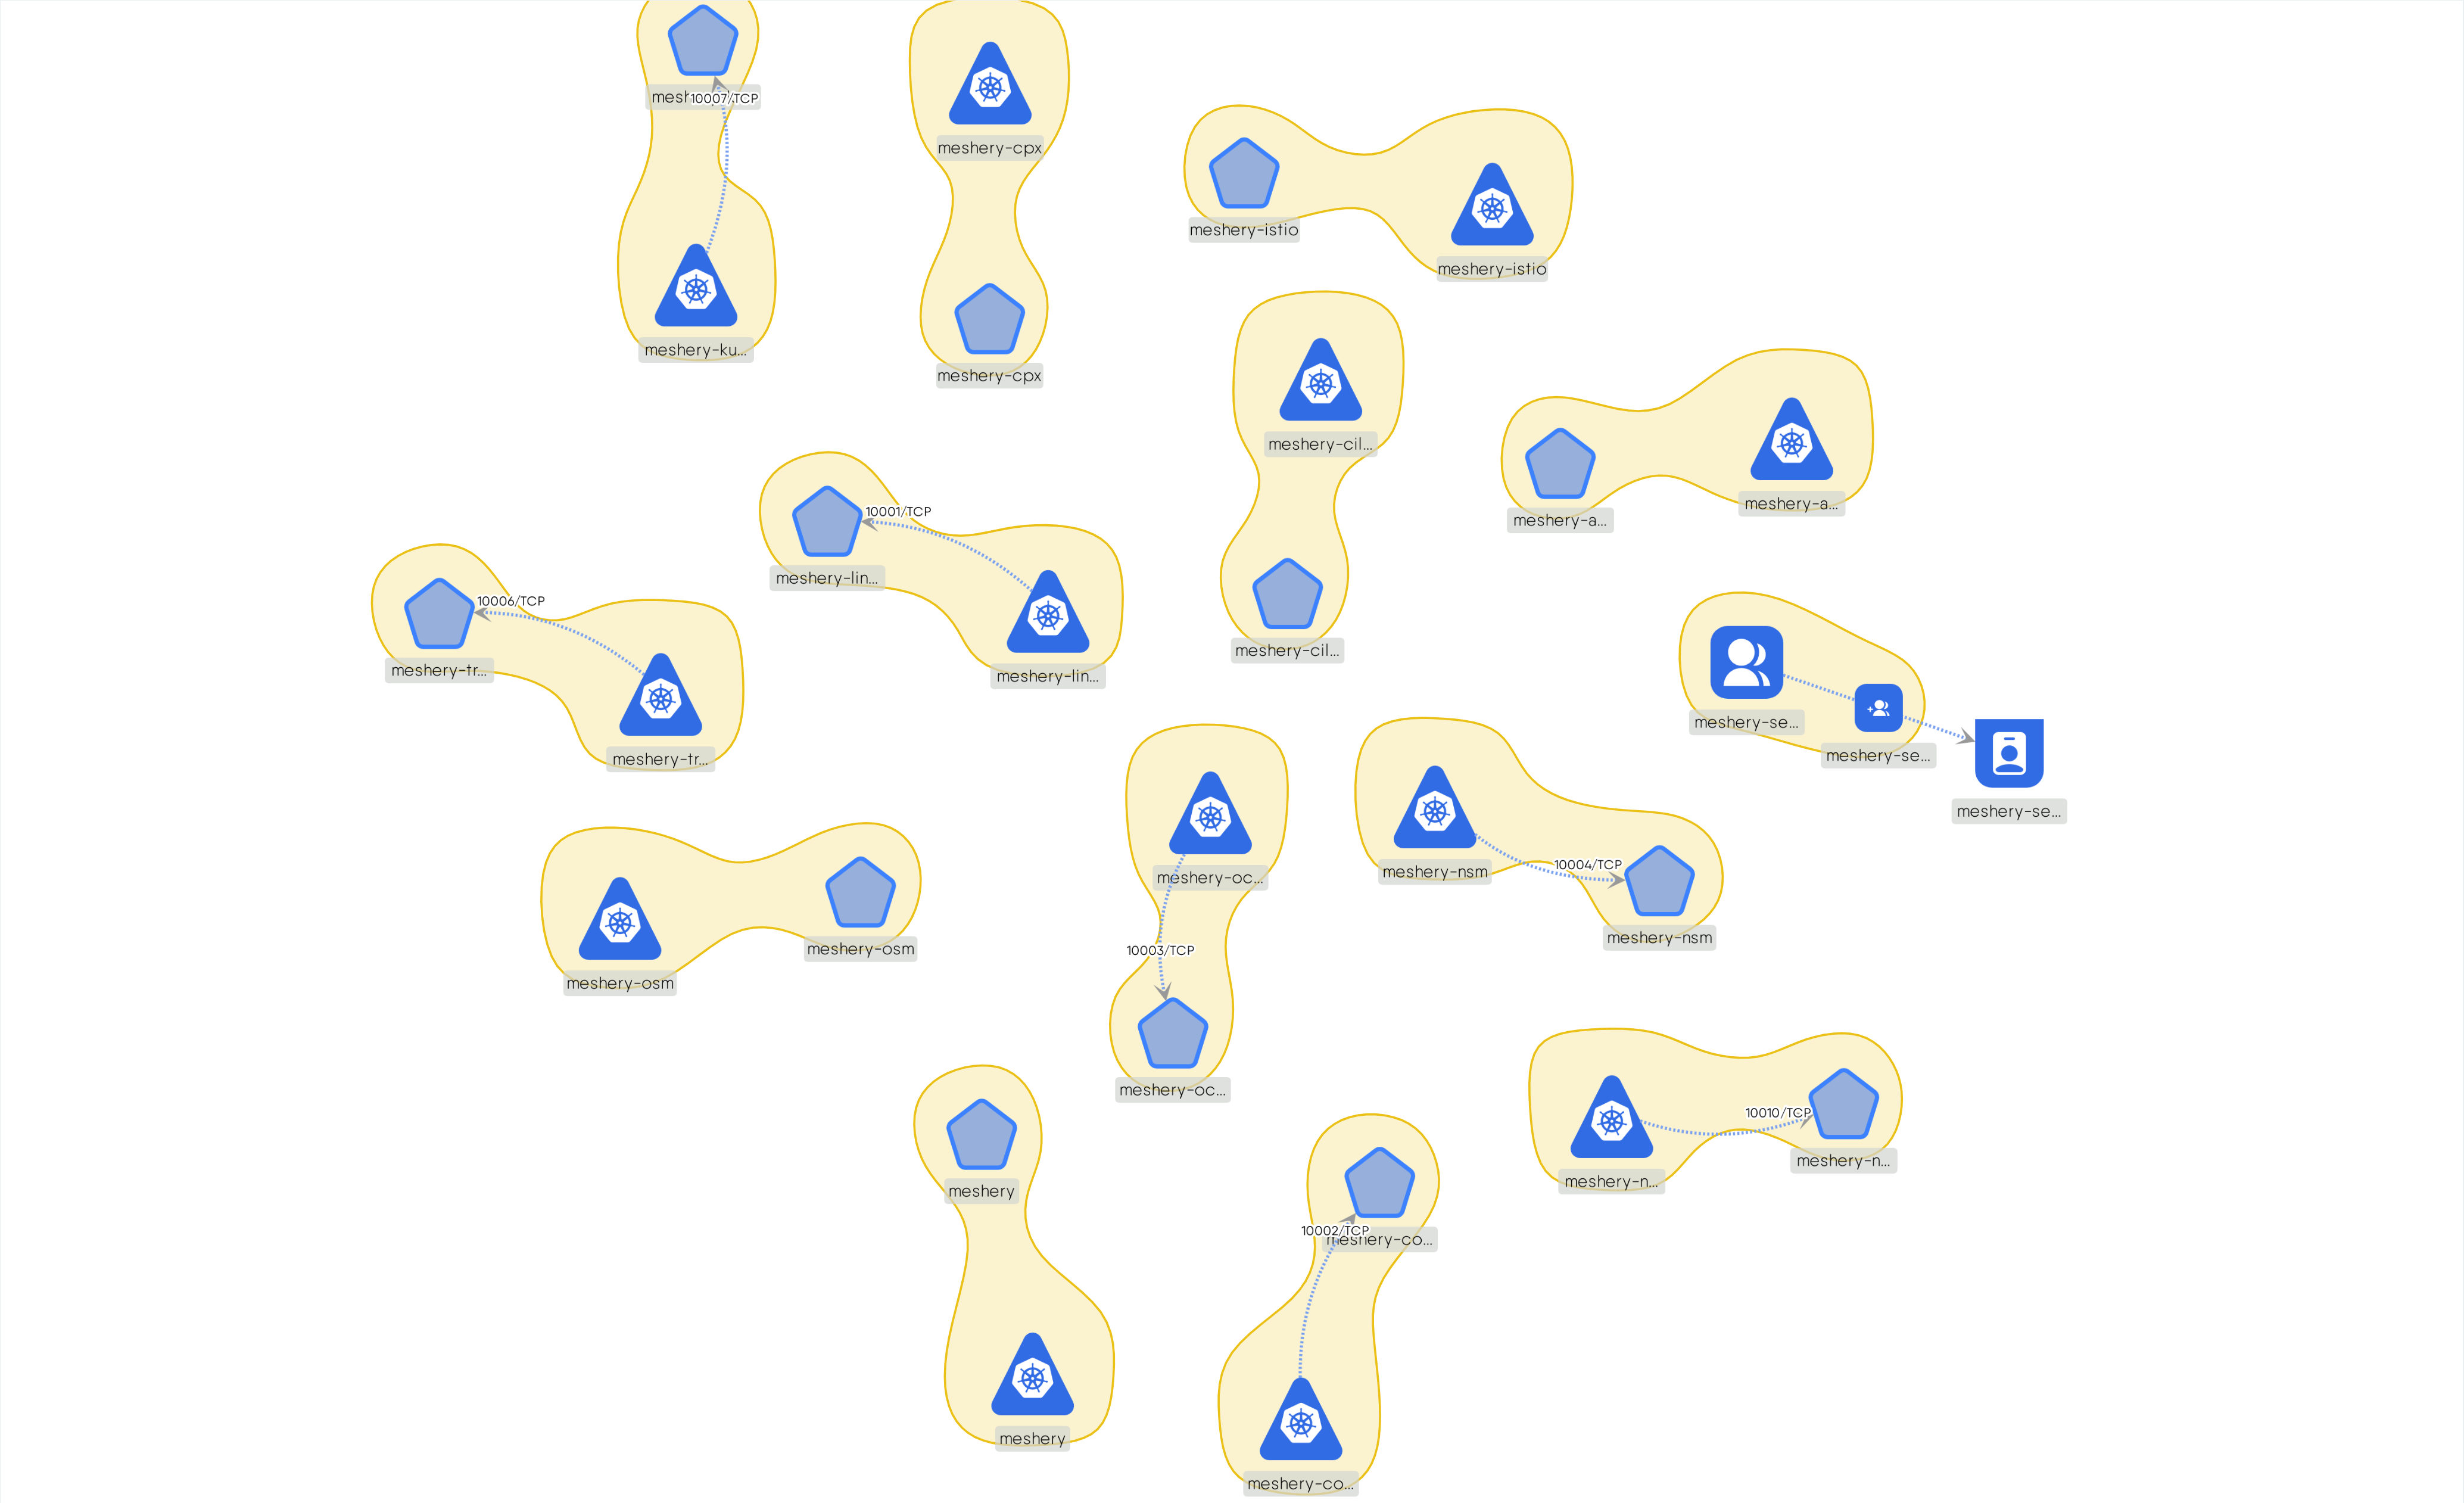 10007/TCP
meshery-ku...
meshery-cpx
meshery-cpx
meshery-istio
meshery-istio
meshery-cil...
meshery-cil...
meshery-a...
meshery-a...
10001/TCP
meshery-lin...
meshery-lin...
10006/TCP
meshery-tr...
meshery-tr...
meshery-se...
meshery-se...
meshery-se...
meshery-osm
meshery-osm
meshery-oc...
10003/TCP
meshery-oc...
meshery-nsm
10004/TCP
meshery-nsm
meshery-n...
10010/TCP
meshery-n...
meshery
meshery
10002/TCP
meshery-co...
meshery-co...